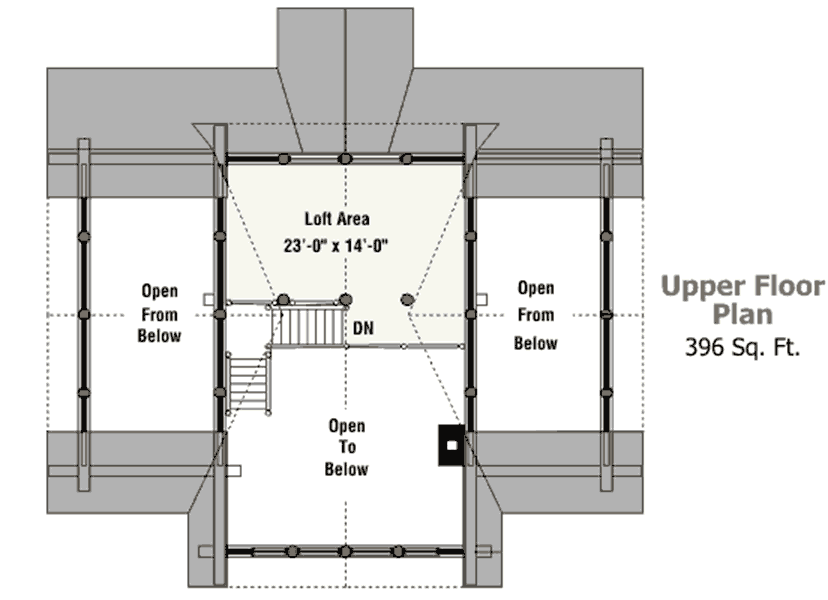 Loft Area
23'-0" x 14'-0"
Open
From
Below
Open
From
Below
DN
Open
To
Below
Upper Floor
Plan
396 Sq. Ft.